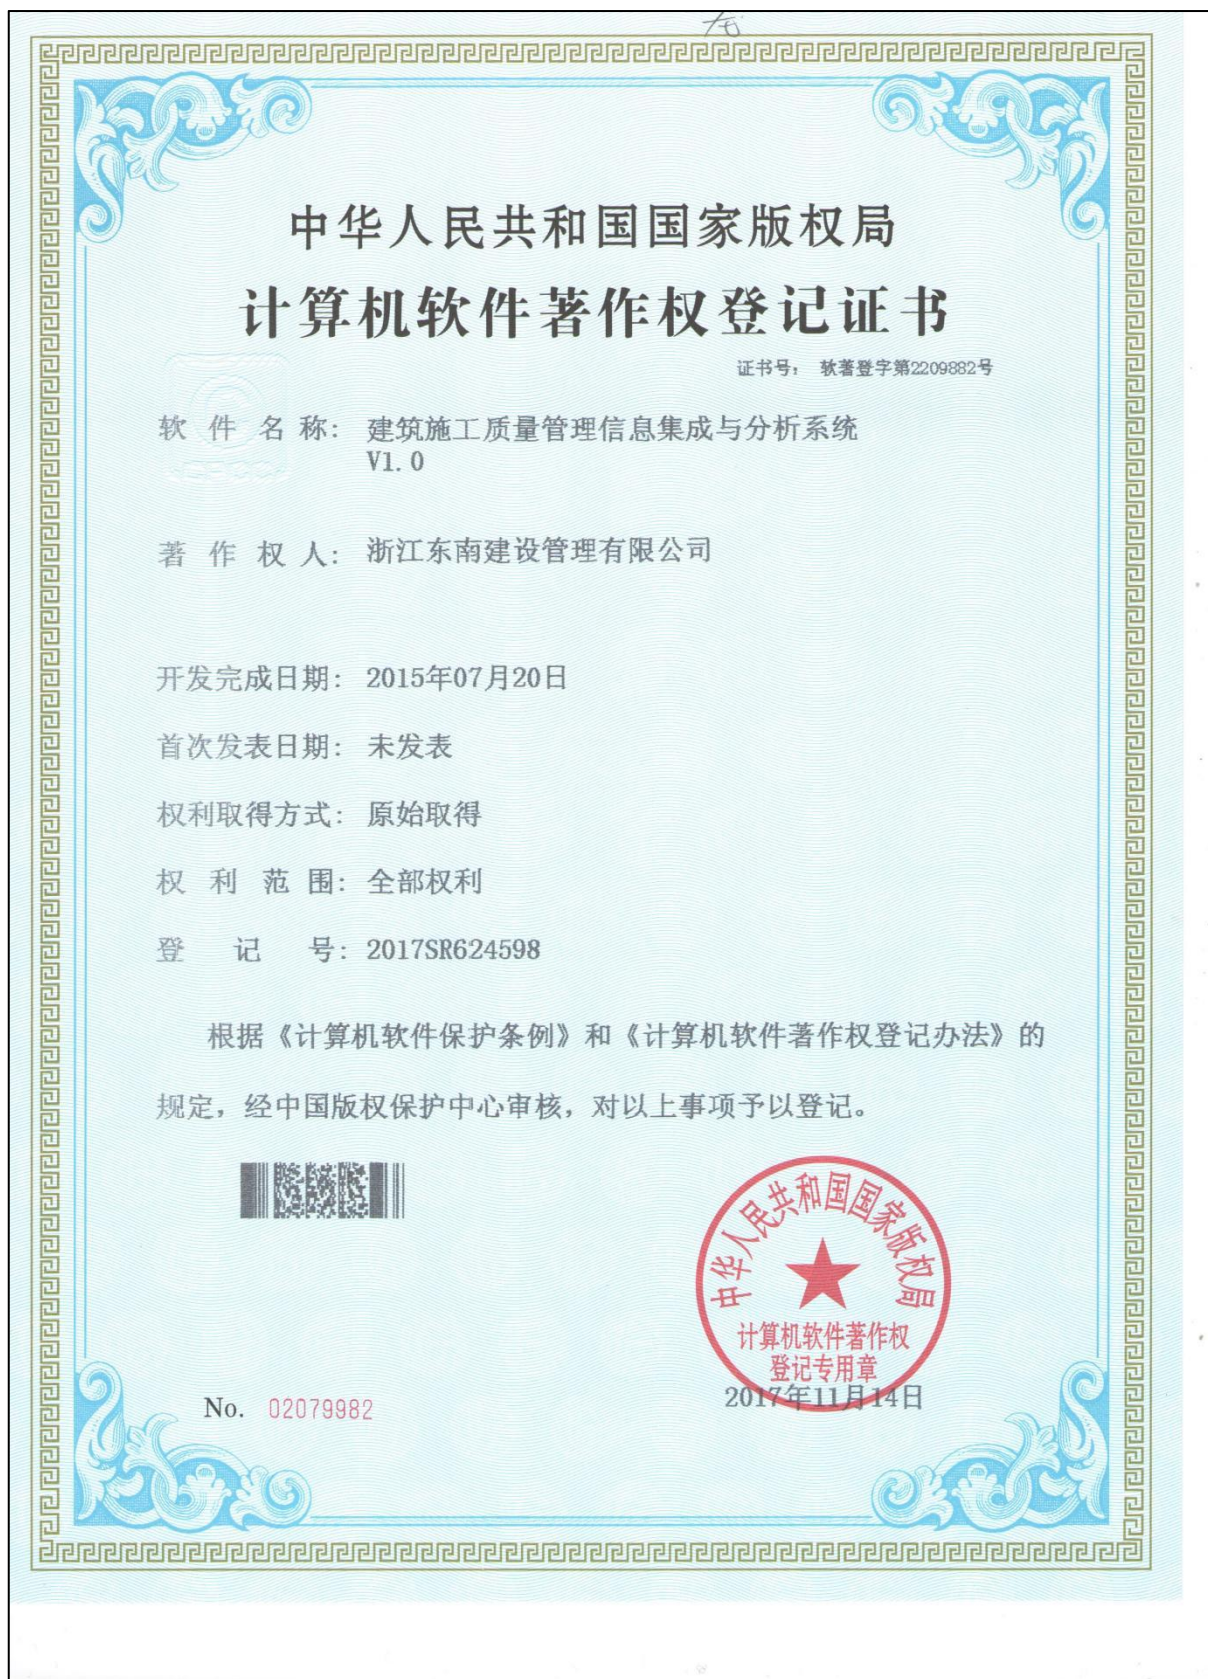 中华人民共和国国家版权局
计算机软件著作权登记证书
证书号： 软著登字第2209882号
软件名称： 建筑施工质量管理信息集成与分析系统
V1.0
著作权人： 浙江东南建设管理有限公司
开发完成日期： 2015年07月20日
首次发表日期： 未发表
权利取得方式： 原始取得
权利范围： 全部权利
登记号： 2017SR624598
根据《计算机软件保护条例》和《计算机软件著作权登记办法》的
规定，经中国版权保护中心审核，对以上事项予以登记。
中华人民共和国国家版权局
计算机软件著作权
登记专用章
2017年11月14日
No. 02079982